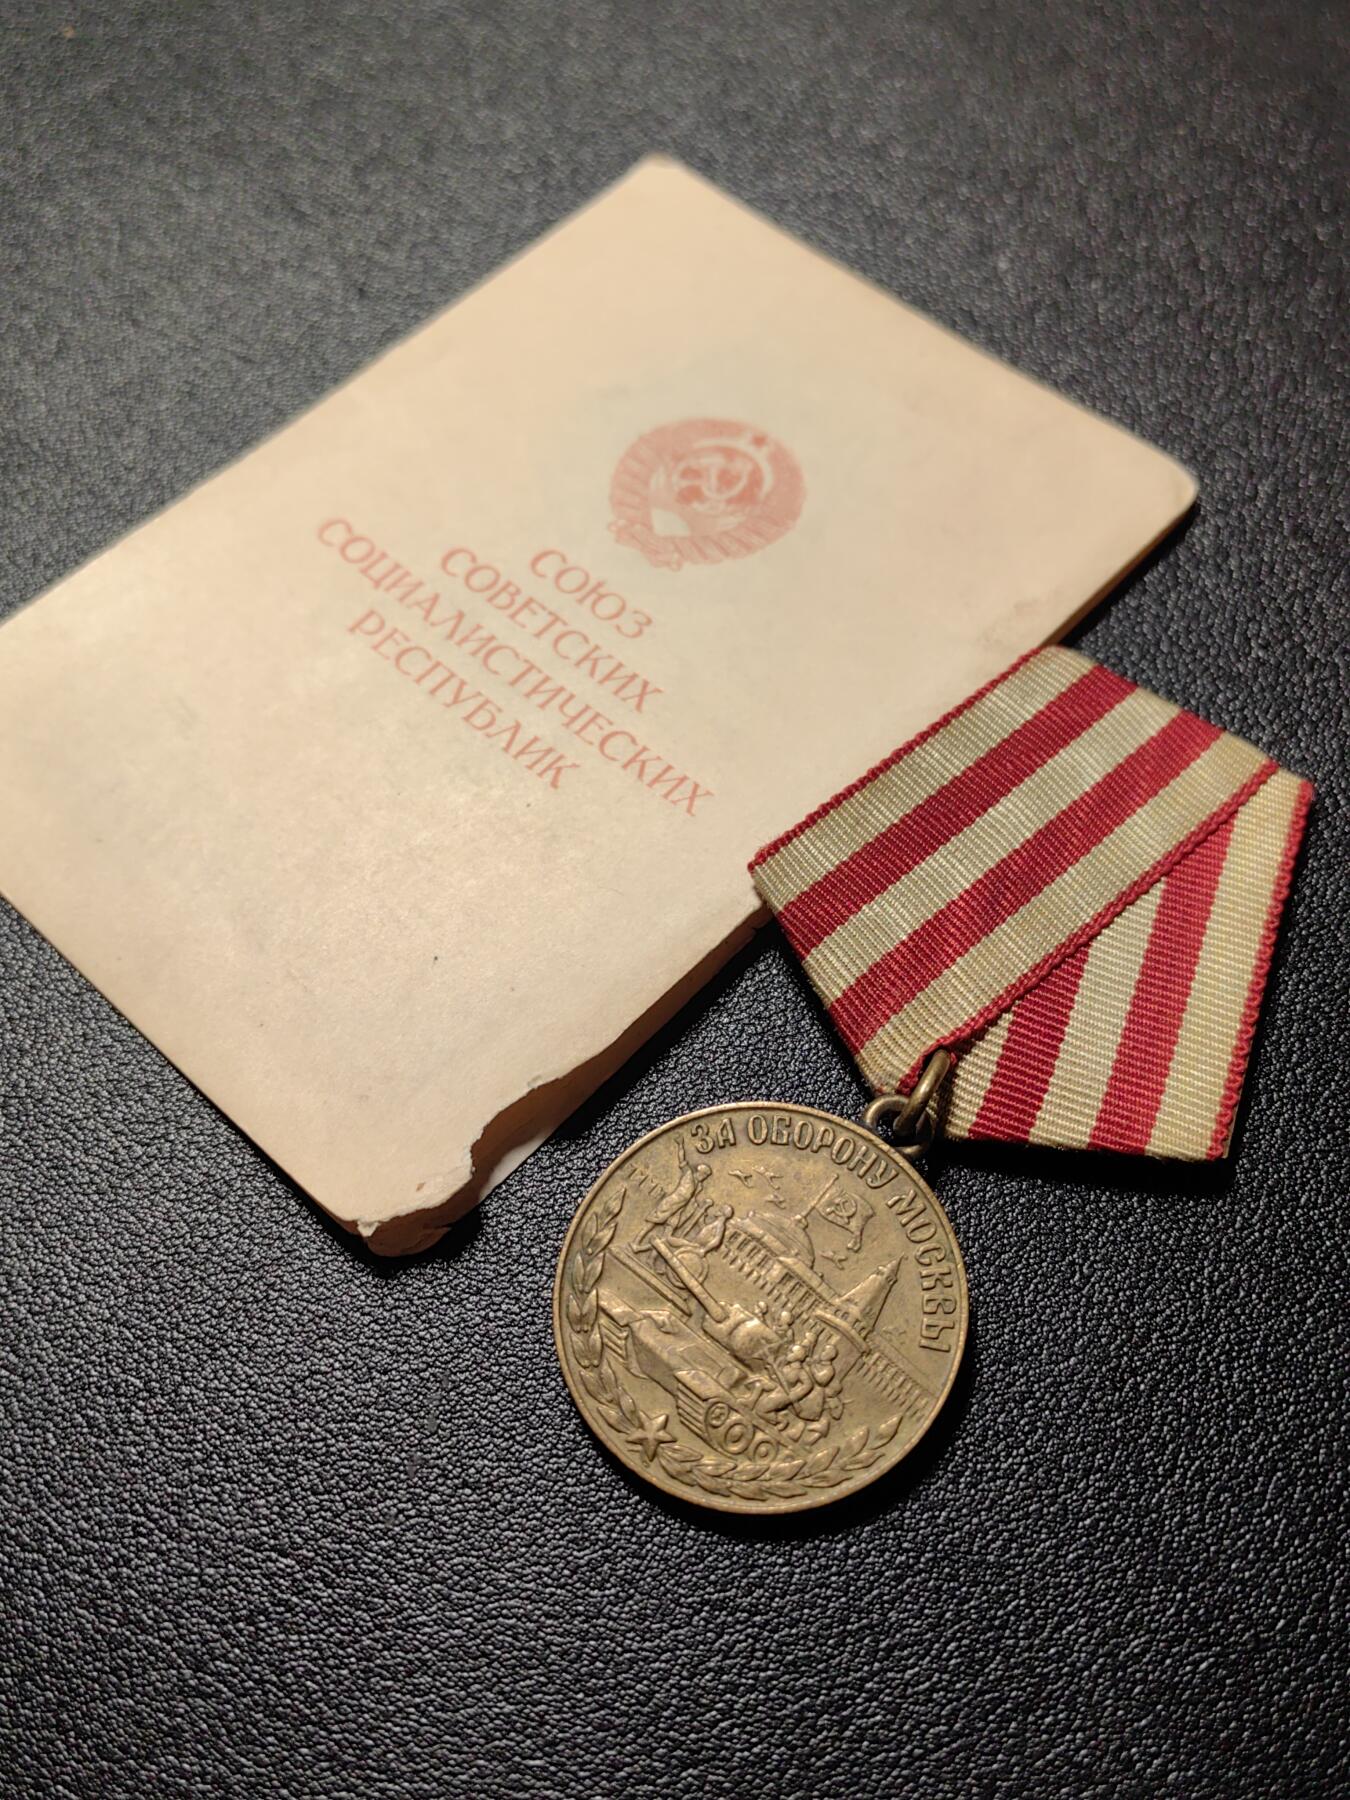 СОЮЗ
СОВЕТСКИХ
СОЦИАЛИСТИЧЕСКИХ
РЕСПУБЛИК
ЗА ОБОРОНУ МОСКВЫ